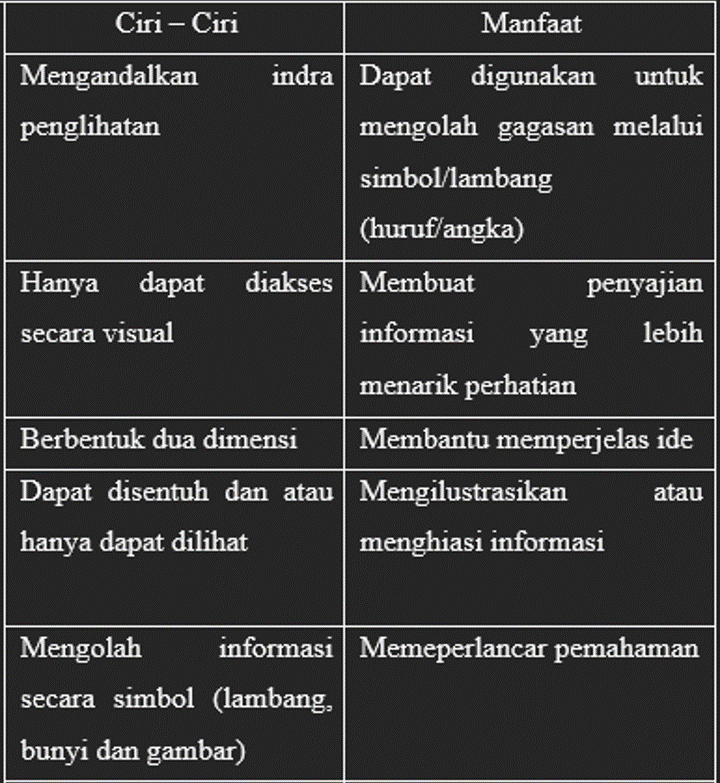 Ciri – Ciri
Manfaat
Mengandalkan indra
penglihatan
Dapat digunakan untuk
mengolah gagasan melalui
simbol/lambang
(huruf/angka)
Hanya dapat diakses
secara visual
Membuat penyajian
informasi yang lebih
menarik perhatian
Berbentuk dua dimensi
Membantu memperjelas ide
Dapat disentuh dan atau
hanya dapat dilihat
Mengilustrasikan atau
menghiasi informasi
Mengolah informasi
secara simbol (lambang,
bunyi dan gambar)
Memeperlancar pemahaman